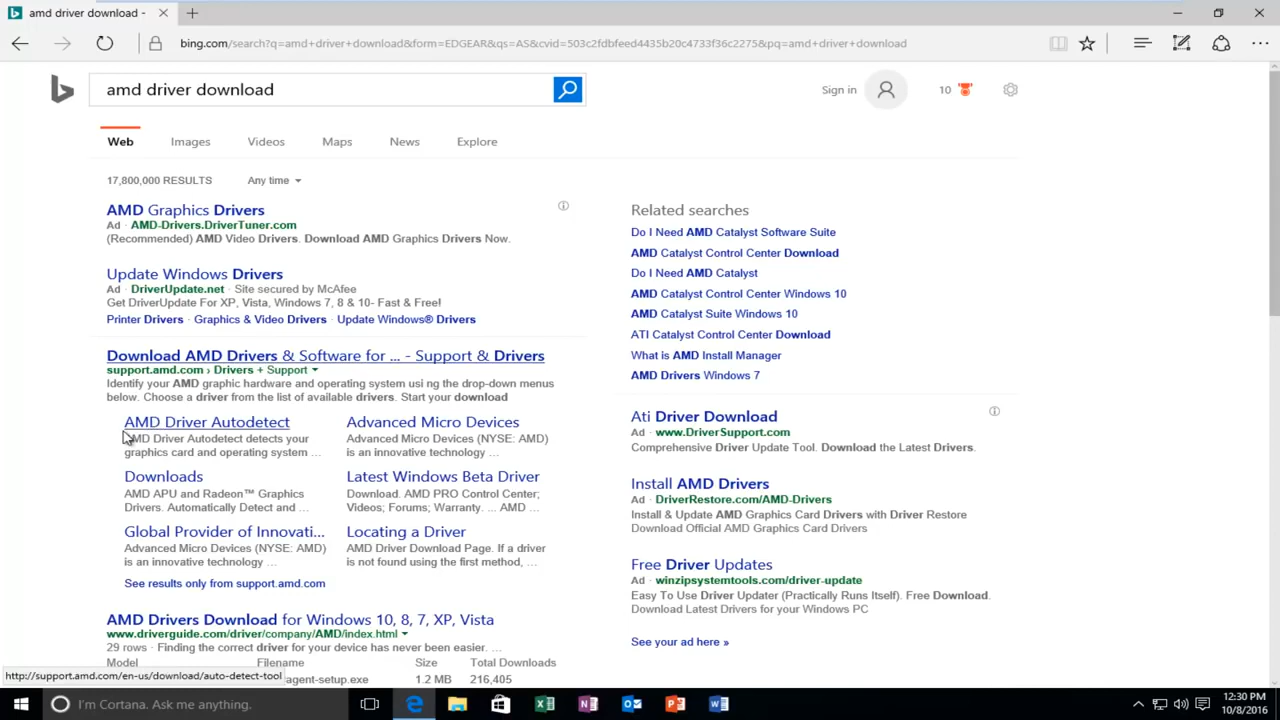 amd driver download -
bing.com/search?q=amd+driver+download&form=EDGEAR&qs=AS&cvid=503c2fdbfeed4435b20c4733f36c2275&pq=amd+driver+download
amd driver download
Sign in
10
Web
Images
Videos
Maps
News
Explore
17,800,000 RESULTS
Any time
AMD Graphics Drivers
Ad · AMD-Drivers.DriverTuner.com
(Recommended) AMD Video Drivers. Download AMD Graphics Drivers Now.
Update Windows Drivers
Ad · DriverUpdate.net · Site secured by McAfee
Get DriverUpdate For XP, Vista, Windows 7, 8 & 10- Fast & Free!
Printer Drivers · Graphics & Video Drivers · Update Windows® Drivers
Download AMD Drivers & Software for ... - Support & Drivers
support.amd.com › Drivers + Support
Identify your AMD graphic hardware and operating system using the drop-down menus
below. Choose a driver from the list of available drivers. Start your download
AMD Driver Autodetect
AMD Driver Autodetect detects your
graphics card and operating system ...
Advanced Micro Devices
Advanced Micro Devices (NYSE: AMD)
is an innovative technology ...
Downloads
AMD APU and Radeon™ Graphics
Drivers. Automatically Detect and ...
Latest Windows Beta Driver
Download. AMD PRO Control Center;
Videos; Forums; Warranty. ... AMD ...
Global Provider of Innovati...
Advanced Micro Devices (NYSE: AMD)
is an innovative technology ...
Locating a Driver
AMD Driver Download Page. If a driver
is not found using the first method, ...
See results only from support.amd.com
AMD Drivers Download for Windows 10, 8, 7, XP, Vista
www.driverguide.com/driver/company/AMD/index.html
29 rows · Finding the correct driver for your device has never been easier. ...
Model Filename Size Total Downloads
agent-setup.exe 1.2 MB 216,405
Related searches
Do I Need AMD Catalyst Software Suite
AMD Catalyst Control Center Download
Do I Need AMD Catalyst
AMD Catalyst Control Center Windows 10
AMD Catalyst Suite Windows 10
ATI Catalyst Control Center Download
What is AMD Install Manager
AMD Drivers Windows 7
Ati Driver Download
Ad · www.DriverSupport.com
Comprehensive Driver Update Tool. Download the Latest Drivers.
Install AMD Drivers
Ad · DriverRestore.com/AMD-Drivers
Install & Update AMD Graphics Card Drivers with Driver Restore
Download Official AMD Graphics Card Drivers
Free Driver Updates
Ad · winzipsystemtools.com/driver-update
Easy To Use Driver Updater (Practically Runs Itself). Free Download.
Download Latest Drivers for your Windows PC
See your ad here »
http://support.amd.com/en-us/download/auto-detect-tool
I'm Cortana. Ask me anything.
12:30 PM
10/8/2016